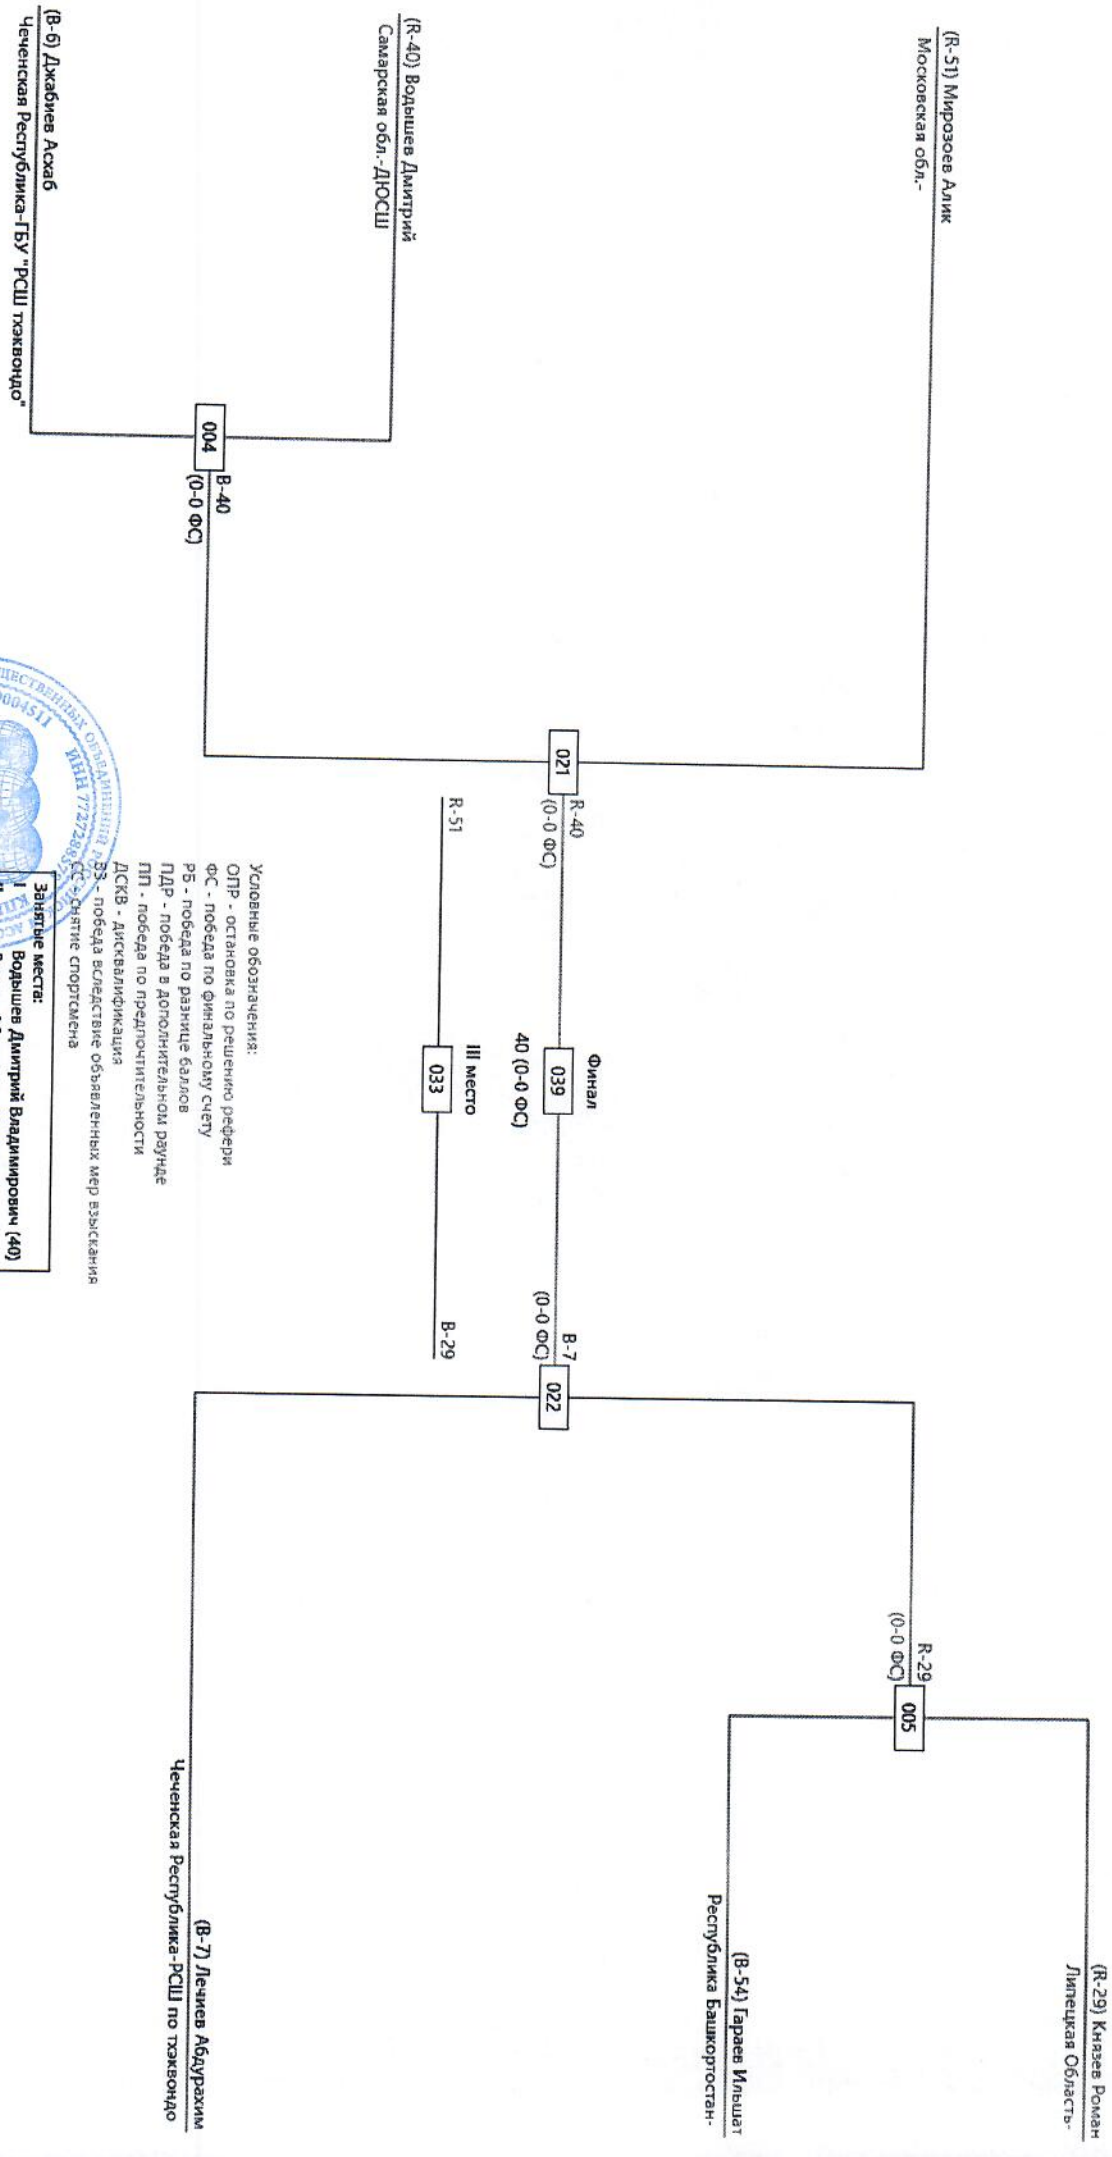 (R-51) Мирозоев Алик
Московская обл.-
(R-40) Водышев Дмитрий
Самарская обл.-ДЮСШ
(B-6) Джабиев Асхаб
Чеченская Республика-ГБУ "РСШ тхэквондо"
004
B-40
(0-0 ФС)
021
R-40
(0-0 ФС)
Финал
039
40 (0-0 ФС)
B-7
(0-0 ФС)
022
R-51
III место
033
B-29
R-29
(0-0 ФС)
005
(R-29) Князев Роман
Липецкая Область-
(B-54) Гараев Ильшат
Республика Башкортостан-
(B-7) Лечиев Абдурахим
Чеченская Республика-РСШ по тхэквондо
Условные обозначения:
ОПР - остановка по решению рефери
ФС - победа по финальному счету
РБ - победа по разнице баллов
ПДР - победа в дополнительном раунде
ПП - победа по предпочтительности
ДСКВ - дисквалификация
ВЗ - победа вследствие объявленных мер взыскания
СС - снятие спортсмена
Занятые места:
I Водышев Дмитрий Владимирович (40)
ОБЪЕДИНЕНИЙ
ИНН